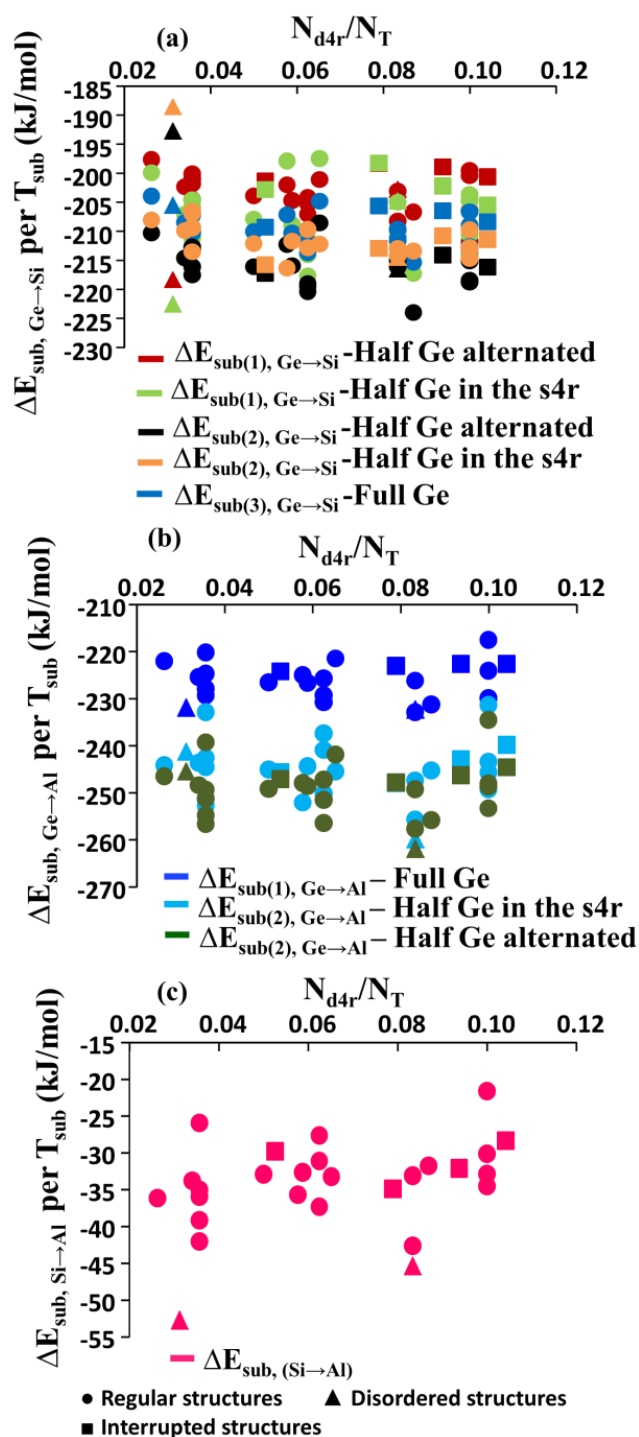 (a) N_d4r/N_T
0.02 0.04 0.06 0.08 0.10 0.12
-185
-190
-195
-200
-205
-210
-215
-220
-225
-230
ΔE_sub, Ge→Si per T_sub (kJ/mol)
ΔE_sub(1), Ge→Si -Half Ge alternated
ΔE_sub(1), Ge→Si -Half Ge in the s4r
ΔE_sub(2), Ge→Si -Half Ge alternated
ΔE_sub(2), Ge→Si -Half Ge in the s4r
ΔE_sub(3), Ge→Si -Full Ge
(b) N_d4r/N_T
0.02 0.04 0.06 0.08 0.10 0.12
-210
-220
-230
-240
-250
-260
-270
ΔE_sub, Ge→Al per T_sub (kJ/mol)
ΔE_sub(1), Ge→Al – Full Ge
ΔE_sub(2), Ge→Al – Half Ge in the s4r
ΔE_sub(2), Ge→Al – Half Ge alternated
(c) N_d4r/N_T
0.02 0.04 0.06 0.08 0.10 0.12
-15
-20
-25
-30
-35
-40
-45
-50
-55
ΔE_sub, Si→Al per T_sub (kJ/mol)
ΔE_sub, (Si→Al)
● Regular structures ▲ Disordered structures
■ Interrupted structures